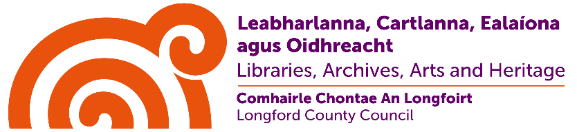 Leabharlanna, Cartlanna, Ealaíona
agus Oidhreacht
Libraries, Archives, Arts and Heritage
Comhairle Chontae An Longfoirt
Longford County Council